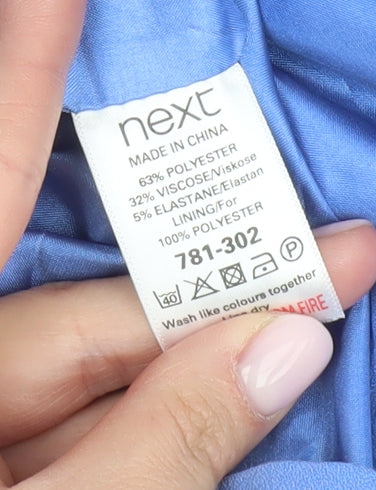 next
MADE IN CHINA
63% POLYESTER
32% VISCOSE/Viskose
5% ELASTANE/Elastan
LINING/For
100% POLYESTER
781-302
40 P
Wash like colours together
dry FIRE